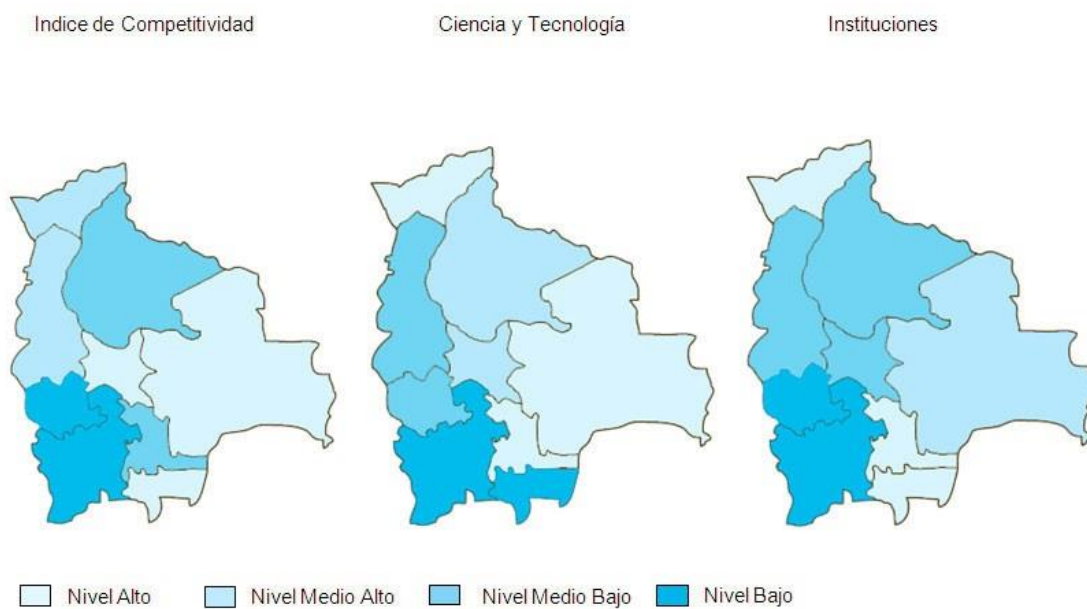 Indice de Competitividad
Ciencia y Tecnología
Instituciones
Nivel Alto
Nivel Medio Alto
Nivel Medio Bajo
Nivel Bajo